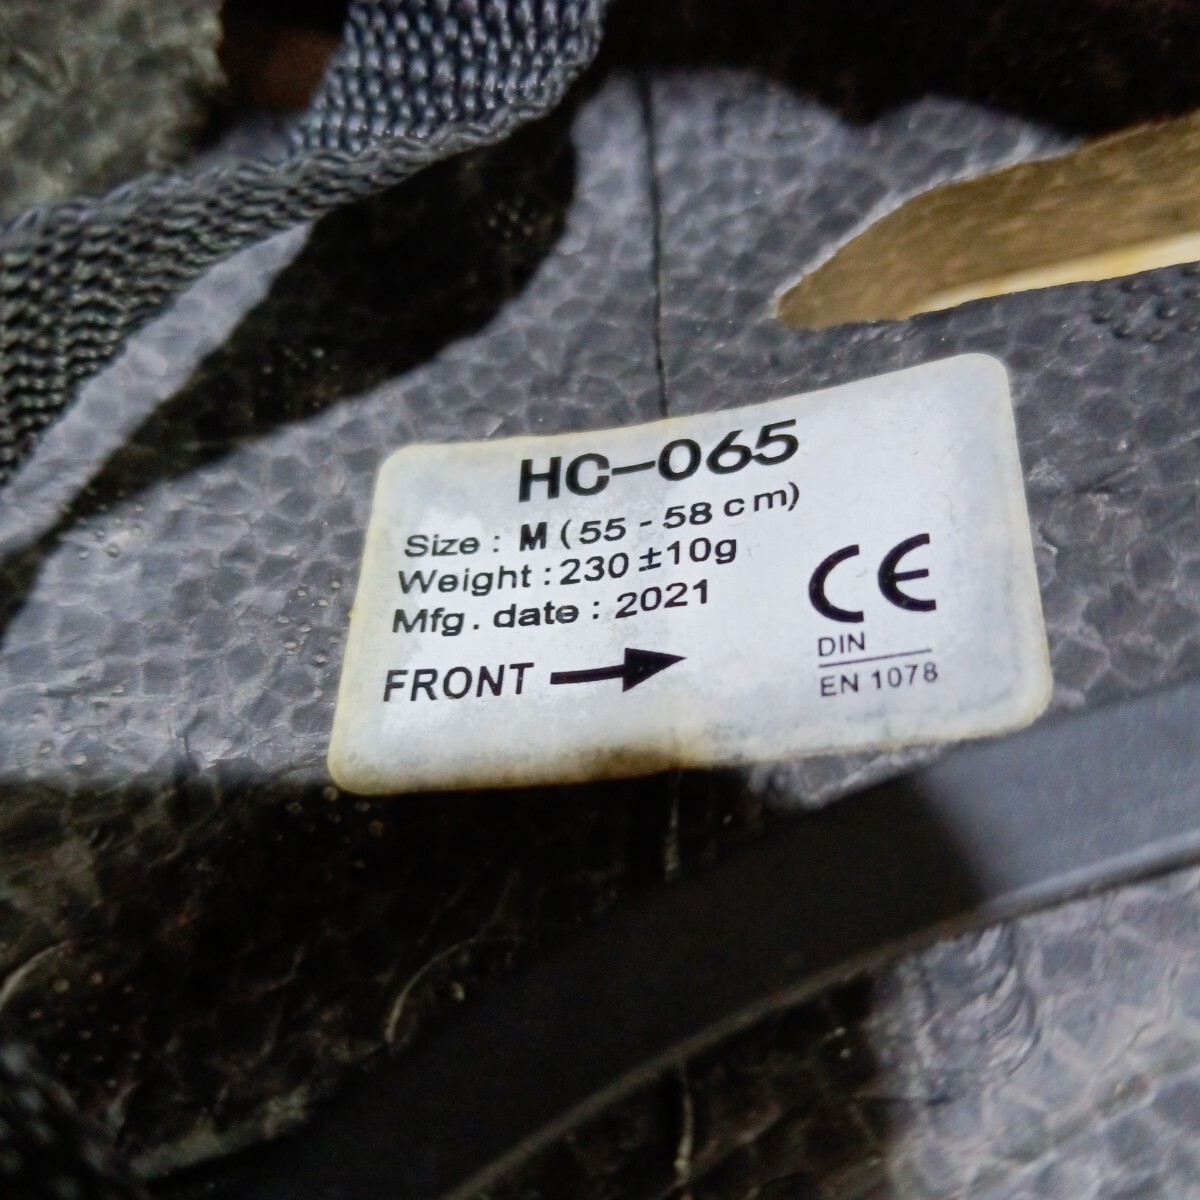 HC-065
Size : M (55 - 58 cm)
Weight : 230 ±10g
Mfg. date : 2021
FRONT
CE
DIN
EN 1078